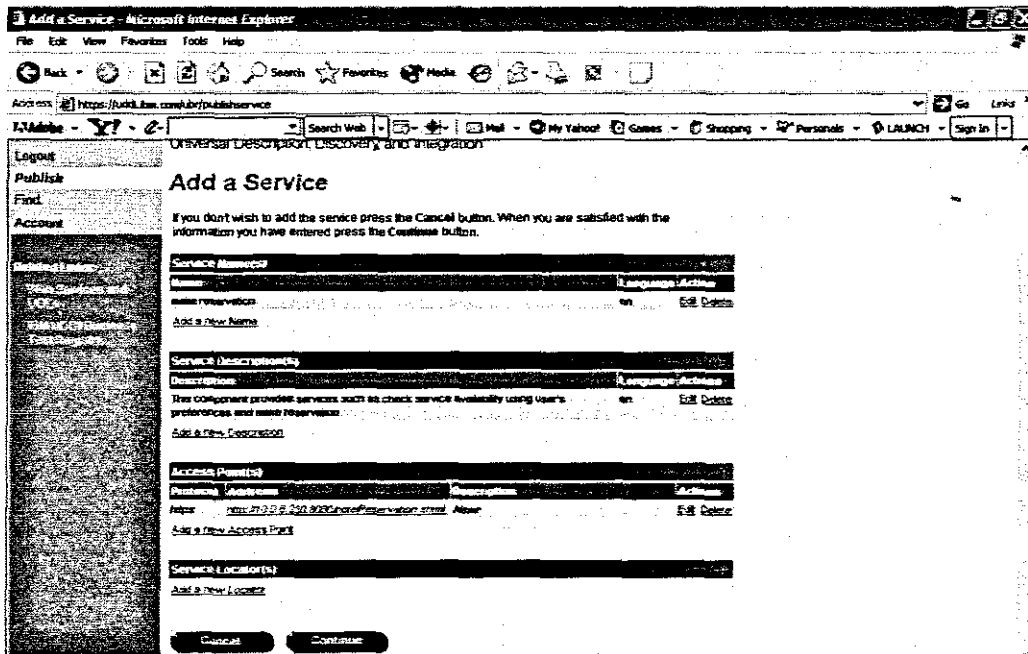 Add a Service - Microsoft Internet Explorer
File Edit View Favorites Tools Help
Back Search Favorites Media
Address https://uddi.ibm.com/ubr/publishservice Go Links
Adobe Y! Search Web Mail My Yahoo! Games Shopping Personals LAUNCH Sign In
Logout
Universal Description, Discovery and Integration
Publish
Find
Account
Add a Service
If you don't wish to add the service press the Cancel button. When you are satisfied with the
information you have entered press the Continue button.
Service Name(s)
Name Language Action
make reservation en Edit Delete
Add a new Name
Service Description(s)
Description Language Actions
This component provides services such as check service availability using user's en Edit Delete
preferences and make reservation.
Add a new Description
Access Point(s)
Protocol Address Description Actions
None Edit Delete
Add a new Access Point
Service Locator(s)
Add a new Locator
Cancel Continue